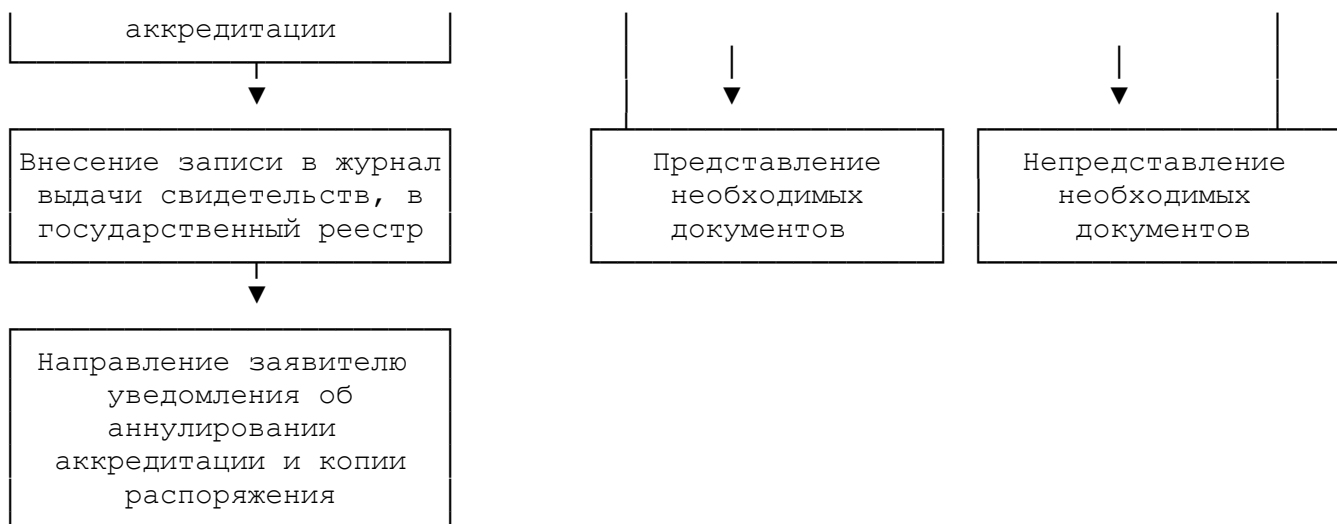 аккредитации
Внесение записи в журнал
выдачи свидетельств, в
государственный реестр
Представление
необходимых
документов
Непредставление
необходимых
документов
Направление заявителю
уведомления об
аннулировании
аккредитации и копии
распоряжения